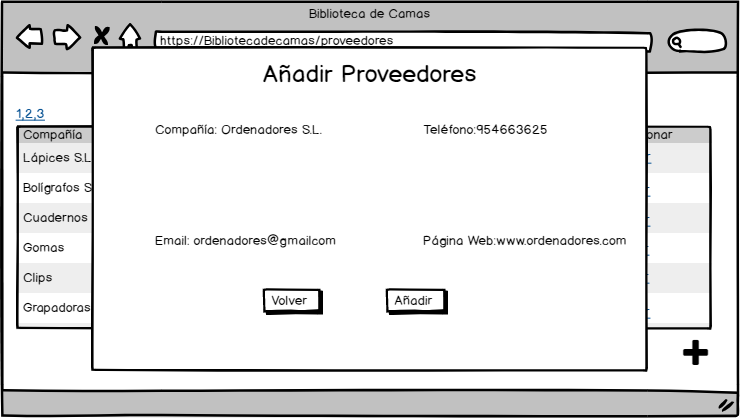 Biblioteca de Camas
https://Bibliotecadecamas/proveedores
Añadir Proveedores
1,2,3
Compañía
onar
Compañía: Ordenadores S.L.
Teléfono:954663625
Lápices S.L
Bolígrafos S
Cuadernos
Email: ordenadores@gmailcom
Página Web:www.ordenadores.com
Gomas
Clips
Grapadoras
Volver
Añadir